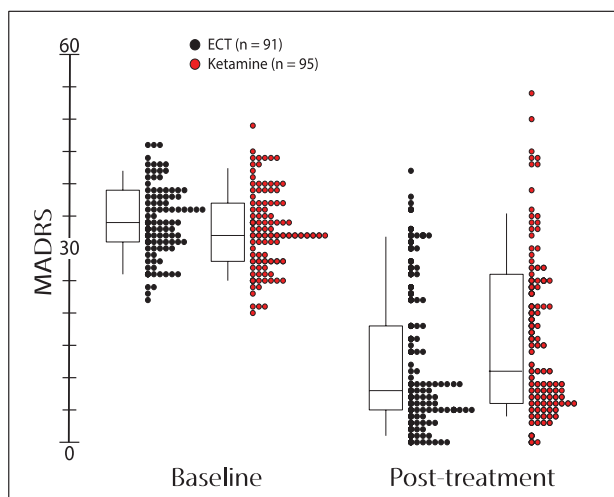 60
ECT (n = 91)
Ketamine (n = 95)
MADRS
30
0
Baseline
Post-treatment